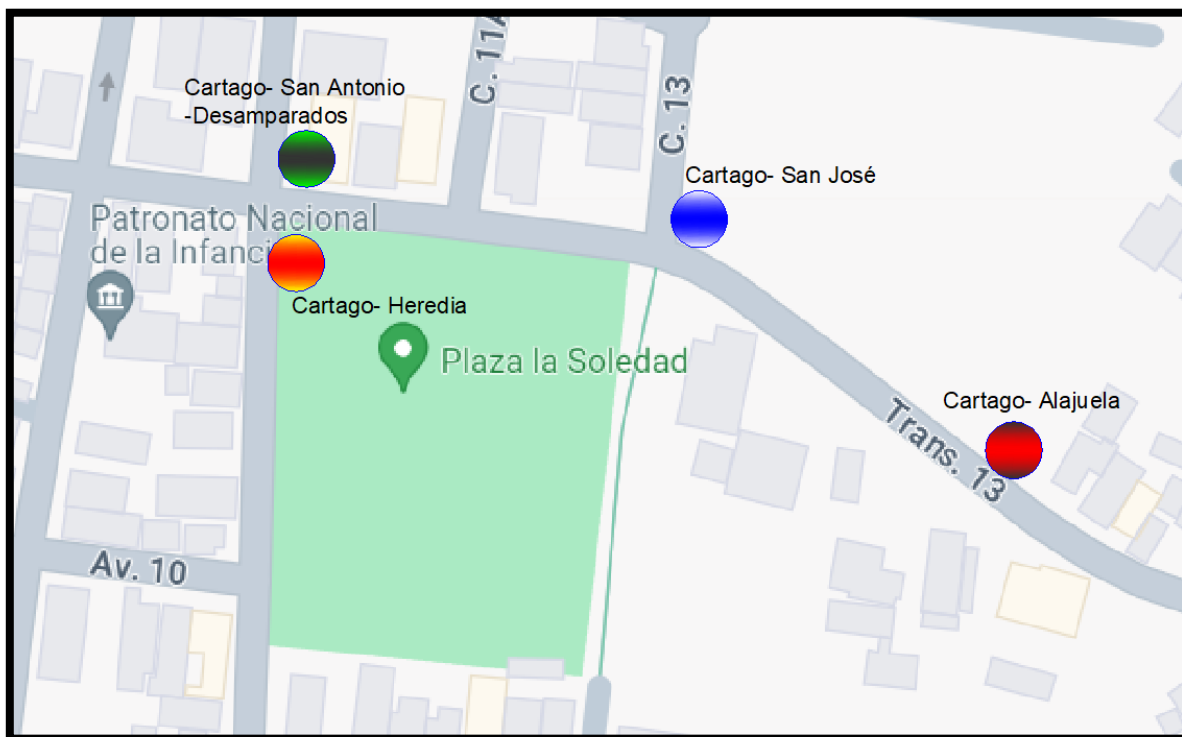 Cartago- San Antonio
-Desamparados
C. 11A
C. 13
Cartago- San José
Patronato Nacional
de la Infancia
Cartago- Heredia
Plaza la Soledad
Cartago- Alajuela
Trans. 13
Av. 10